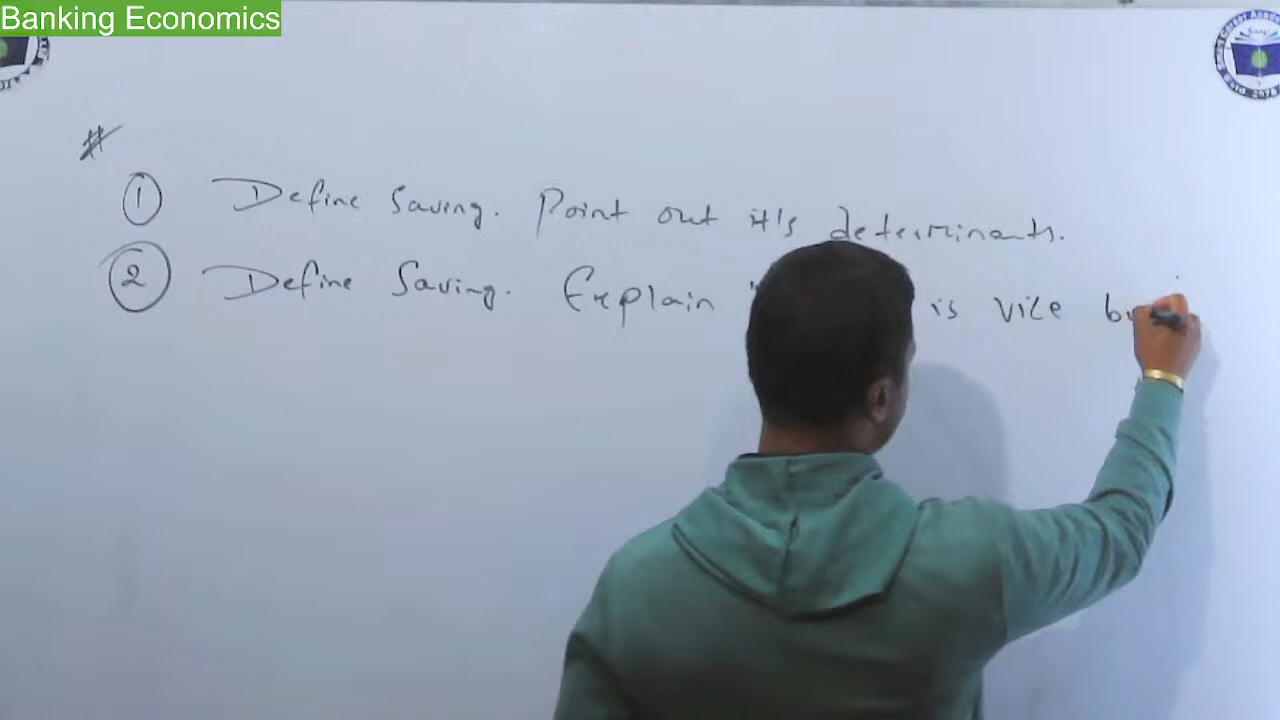 Banking Economics
#
1 Define Saving. Point out it's determinants.
2 Define Saving. Explain " is vice